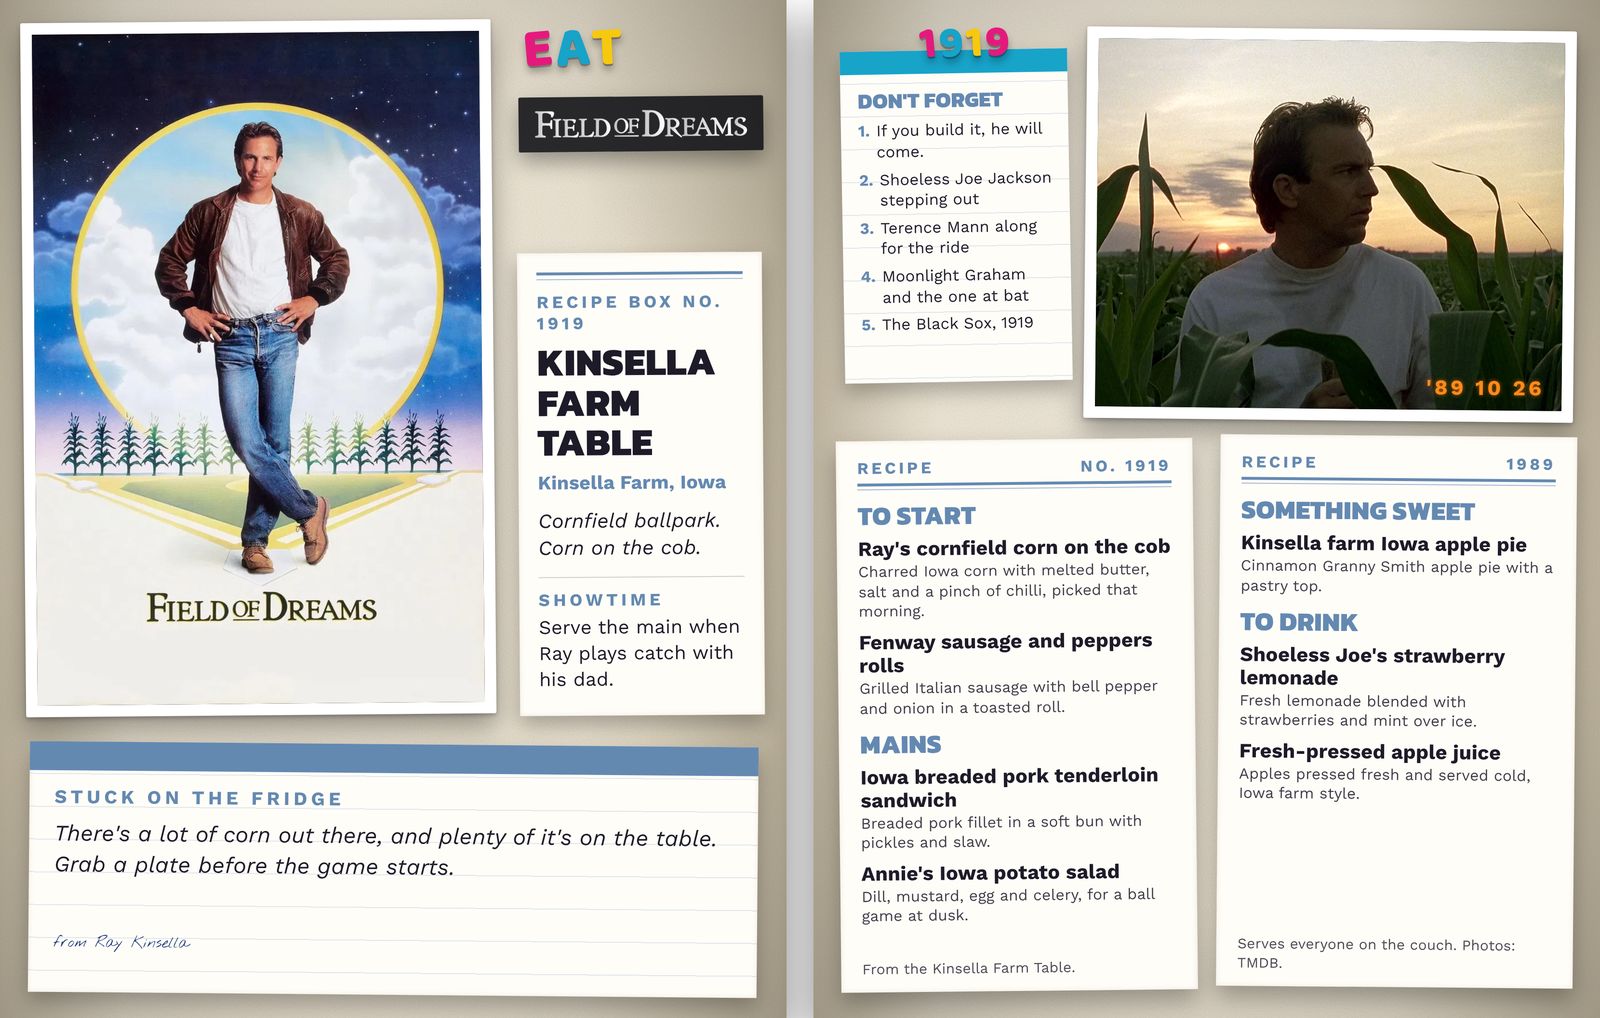 FIELD OF DREAMS
EAT
FIELD OF DREAMS
RECIPE BOX NO.
1919
KINSELLA
FARM
TABLE
Kinsella Farm, Iowa
Cornfield ballpark.
Corn on the cob.
SHOWTIME
Serve the main when
Ray plays catch with
his dad.
STUCK ON THE FRIDGE
There's a lot of corn out there, and plenty of it's on the table.
Grab a plate before the game starts.
from Ray Kinsella
1919
DON'T FORGET
1. If you build it, he will
come.
2. Shoeless Joe Jackson
stepping out
3. Terence Mann along
for the ride
4. Moonlight Graham
and the one at bat
5. The Black Sox, 1919
'89 10 26
RECIPE NO. 1919
TO START
Ray's cornfield corn on the cob
Charred Iowa corn with melted butter,
salt and a pinch of chilli, picked that
morning.
Fenway sausage and peppers
rolls
Grilled Italian sausage with bell pepper
and onion in a toasted roll.
MAINS
Iowa breaded pork tenderloin
sandwich
Breaded pork fillet in a soft bun with
pickles and slaw.
Annie's Iowa potato salad
Dill, mustard, egg and celery, for a ball
game at dusk.
From the Kinsella Farm Table.
RECIPE 1989
SOMETHING SWEET
Kinsella farm Iowa apple pie
Cinnamon Granny Smith apple pie with a
pastry top.
TO DRINK
Shoeless Joe's strawberry
lemonade
Fresh lemonade blended with
strawberries and mint over ice.
Fresh-pressed apple juice
Apples pressed fresh and served cold,
Iowa farm style.
Serves everyone on the couch. Photos:
TMDB.